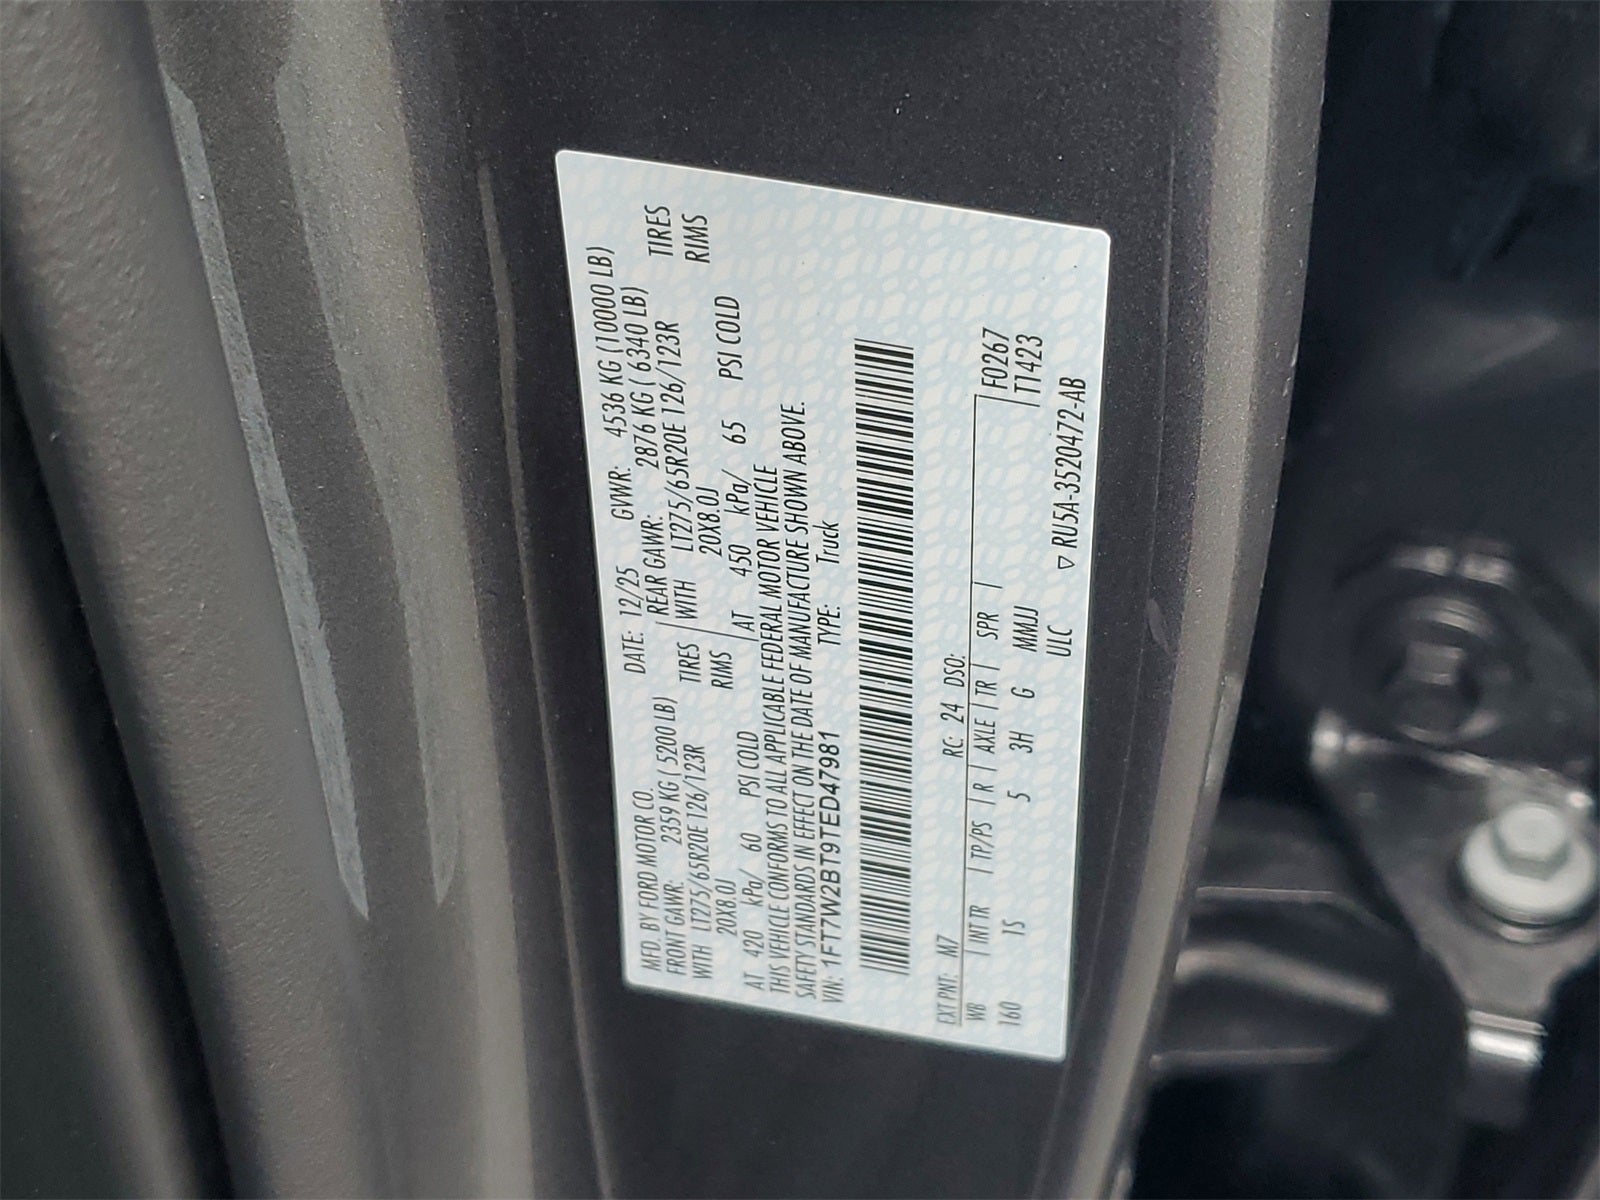 MFD. BY FORD MOTOR CO.
DATE: 12/25 GVWR: 4536 KG (10000 LB)
FRONT GAWR: 2359 KG ( 5200 LB)
REAR GAWR: 2876 KG ( 6340 LB)
WITH LT275/65R20E 126/123R TIRES
WITH LT275/65R20E 126/123R TIRES
20X8.0J RIMS
20X8.0J RIMS
AT 420 kPa/ 60 PSI COLD
AT 450 kPa/ 65 PSI COLD
THIS VEHICLE CONFORMS TO ALL APPLICABLE FEDERAL MOTOR VEHICLE
SAFETY STANDARDS IN EFFECT ON THE DATE OF MANUFACTURE SHOWN ABOVE.
VIN: 1FT7W2BT9TED47981 TYPE: Truck
EXT PNT: M7 RC: 24 DSO:
WB INT TR TP/PS R AXLE TR SPR F0267
160 1S 5 3H G MMJJ T1423
ULC RU5A-3520472-AB